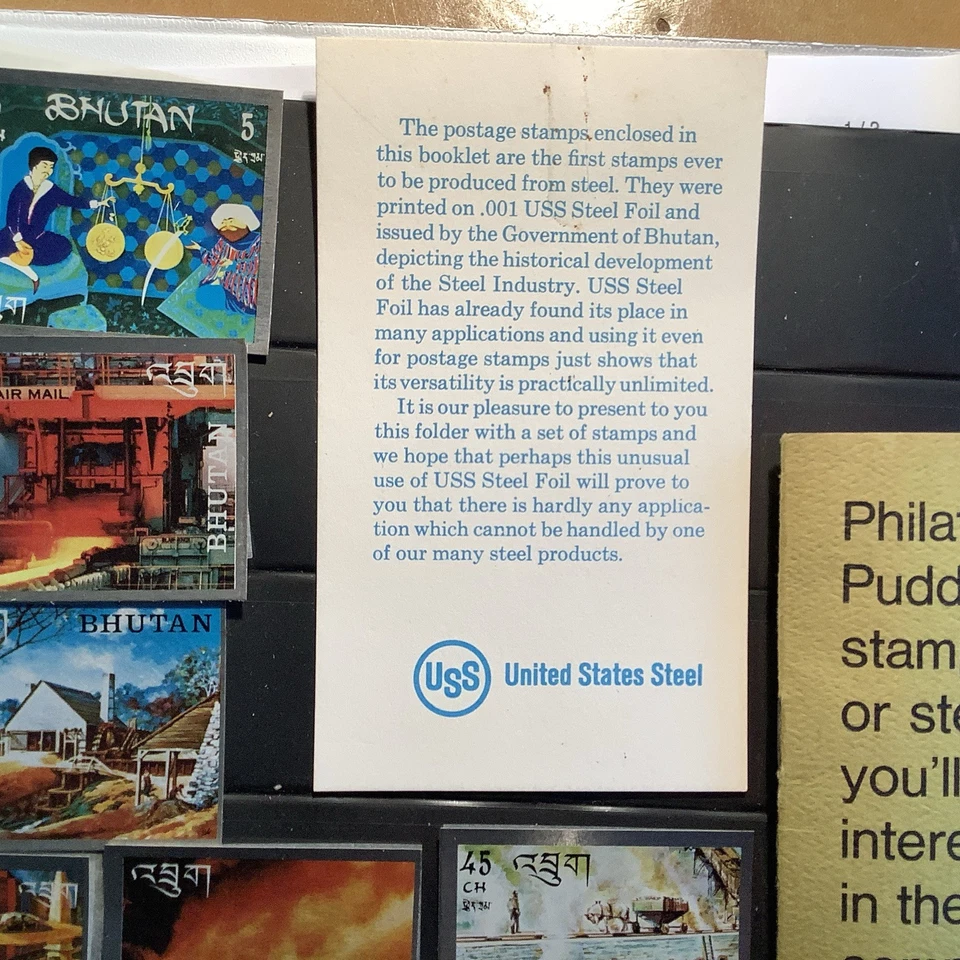 BHUTAN
5
The postage stamps enclosed in
this booklet are the first stamps ever
to be produced from steel. They were
printed on .001 USS Steel Foil and
issued by the Government of Bhutan,
depicting the historical development
of the Steel Industry. USS Steel
Foil has already found its place in
many applications and using it even
for postage stamps just shows that
its versatility is practically unlimited.
It is our pleasure to present to you
this folder with a set of stamps and
we hope that perhaps this unusual
use of USS Steel Foil will prove to
you that there is hardly any applica-
tion which cannot be handled by one
of our many steel products.
USS United States Steel
འབྲུག
AIR MAIL
BHUTAN
BHUTAN
འབྲུག
འབྲུག
45
CH
འབྲུག
you'll
in the